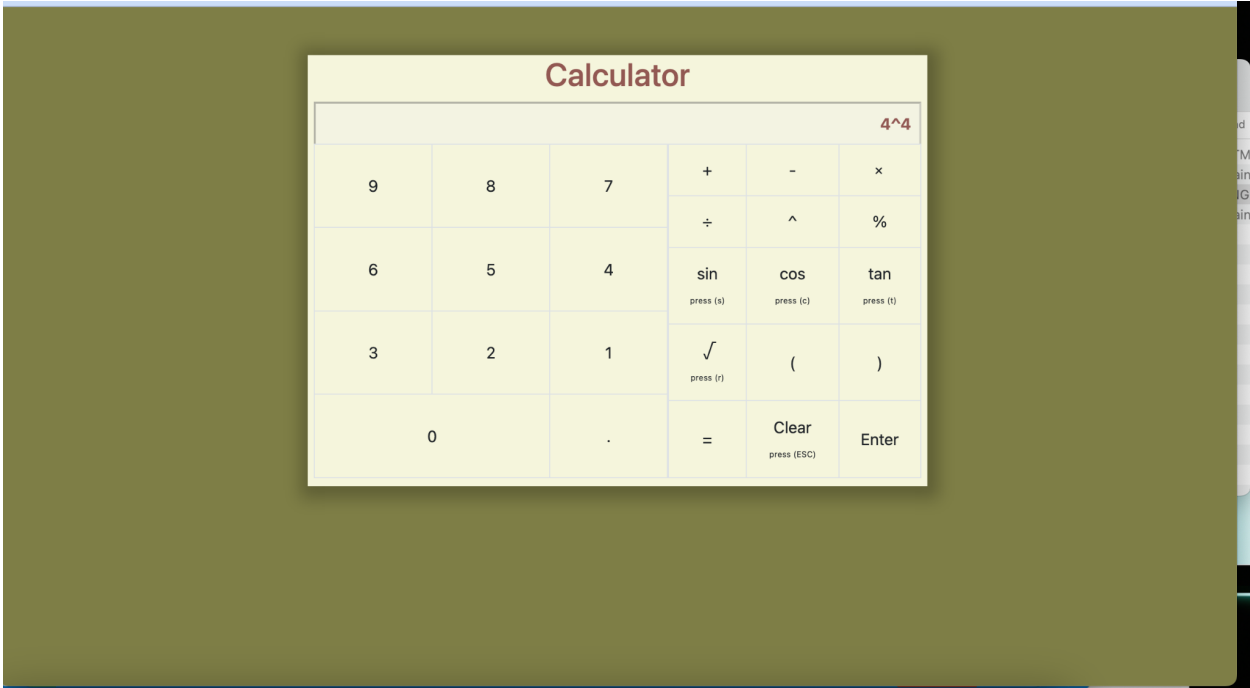 Calculator
4^4
9 8 7 + - ×
÷ ^ %
6 5 4 sin cos tan
press (s) press (c) press (t)
3 2 1 √ ( )
press (r)
0 . = Clear Enter
press (ESC)